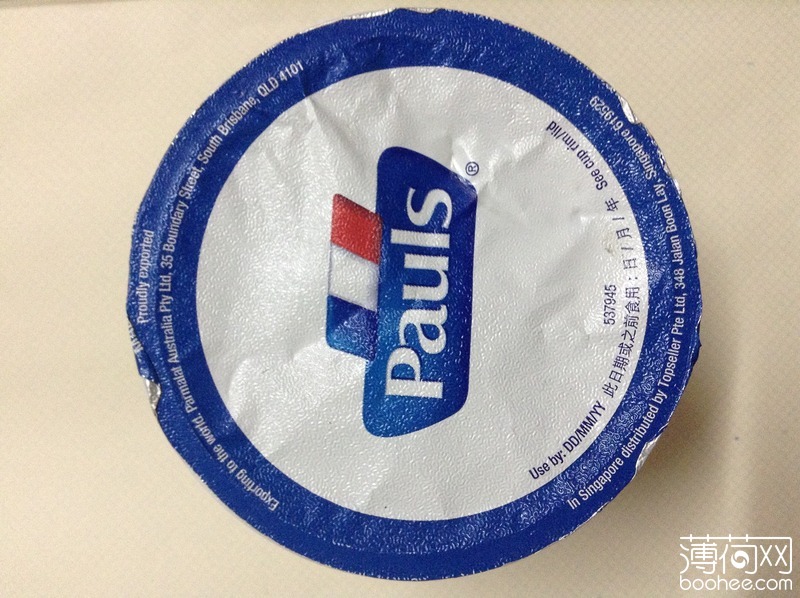 Pauls®
Proudly exported
Exporting to the world. Parmalat Australia Pty Ltd, 35 Boundary Street, South Brisbane, QLD 4101
537945
Use by: DD/MM/YY 此日期或之前食用：日 / 月 / 年 See cup rim/lid
In Singapore distributed by Topseller Pte Ltd, 348 Jalan Boon Lay, Singapore 619529
薄荷网
boohee.com